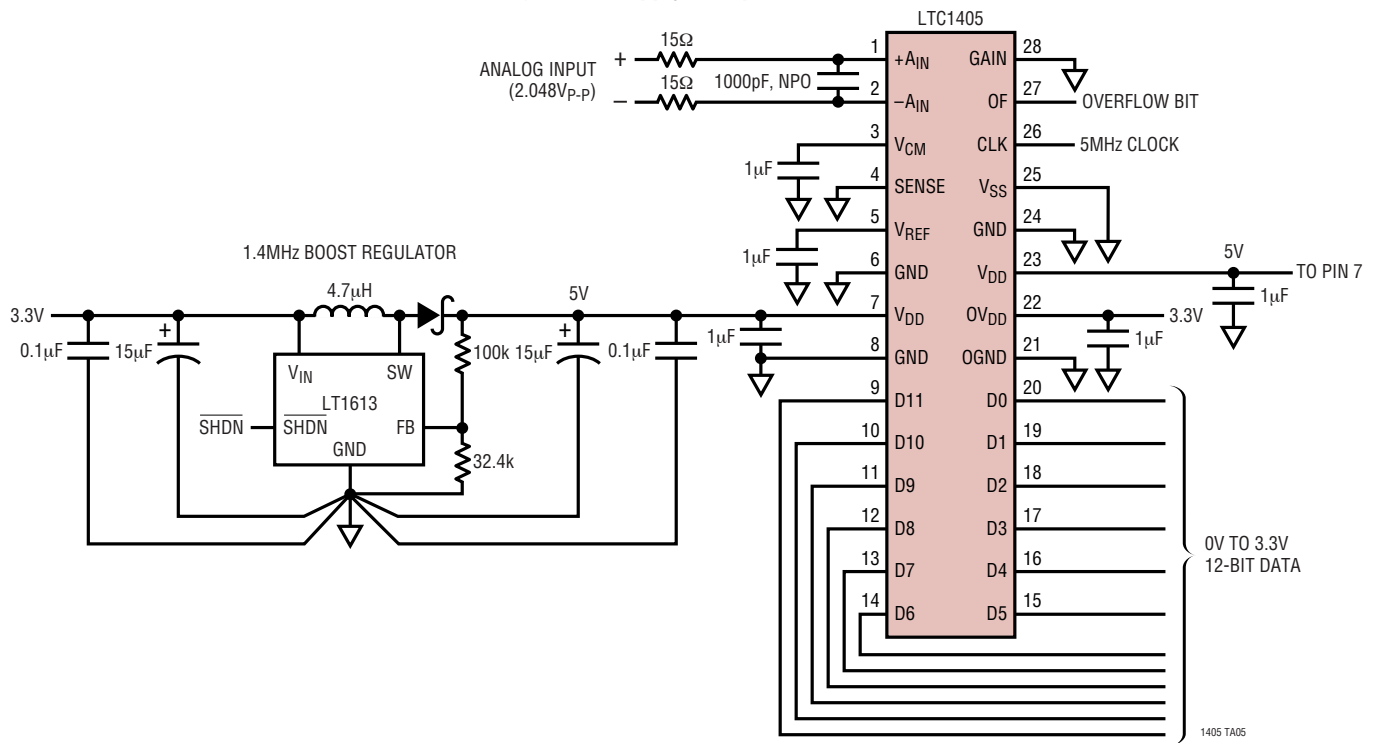 LTC1405
ANALOG INPUT
(2.048VP-P)
+
15Ω
–
15Ω
1000pF, NPO
1
+AIN
2
–AIN
3
VCM
1µF
4
SENSE
5
VREF
1µF
6
GND
7
VDD
8
GND
9
D11
10
D10
11
D9
12
D8
13
D7
14
D6
GAIN
28
OF
27
OVERFLOW BIT
CLK
26
5MHz CLOCK
VSS
25
GND
24
VDD
23
5V
TO PIN 7
1µF
OVDD
22
3.3V
1µF
OGND
21
D0
20
D1
19
D2
18
D3
17
D4
16
D5
15
0V TO 3.3V
12-BIT DATA
1.4MHz BOOST REGULATOR
3.3V
0.1µF
+
15µF
4.7µH
VIN
SW
LT1613
SHDN
SHDN
FB
GND
100k
32.4k
5V
+
15µF
0.1µF
1µF
1405 TA05